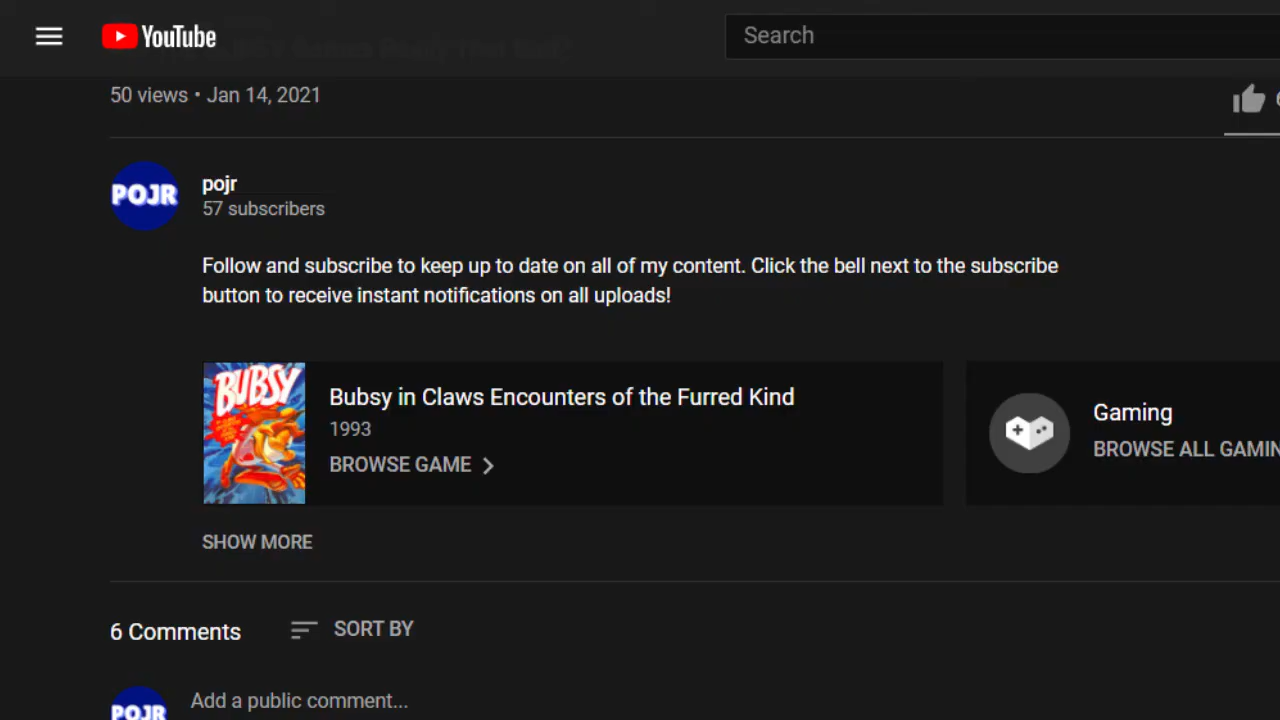 YouTube
Search
50 views • Jan 14, 2021
6
POJR
pojr
57 subscribers
Follow and subscribe to keep up to date on all of my content. Click the bell next to the subscribe
button to receive instant notifications on all uploads!
BUBSY
Bubsy in Claws Encounters of the Furred Kind
1993
BROWSE GAME
Gaming
BROWSE ALL GAMIN
SHOW MORE
6 Comments
SORT BY
POJR
Add a public comment...